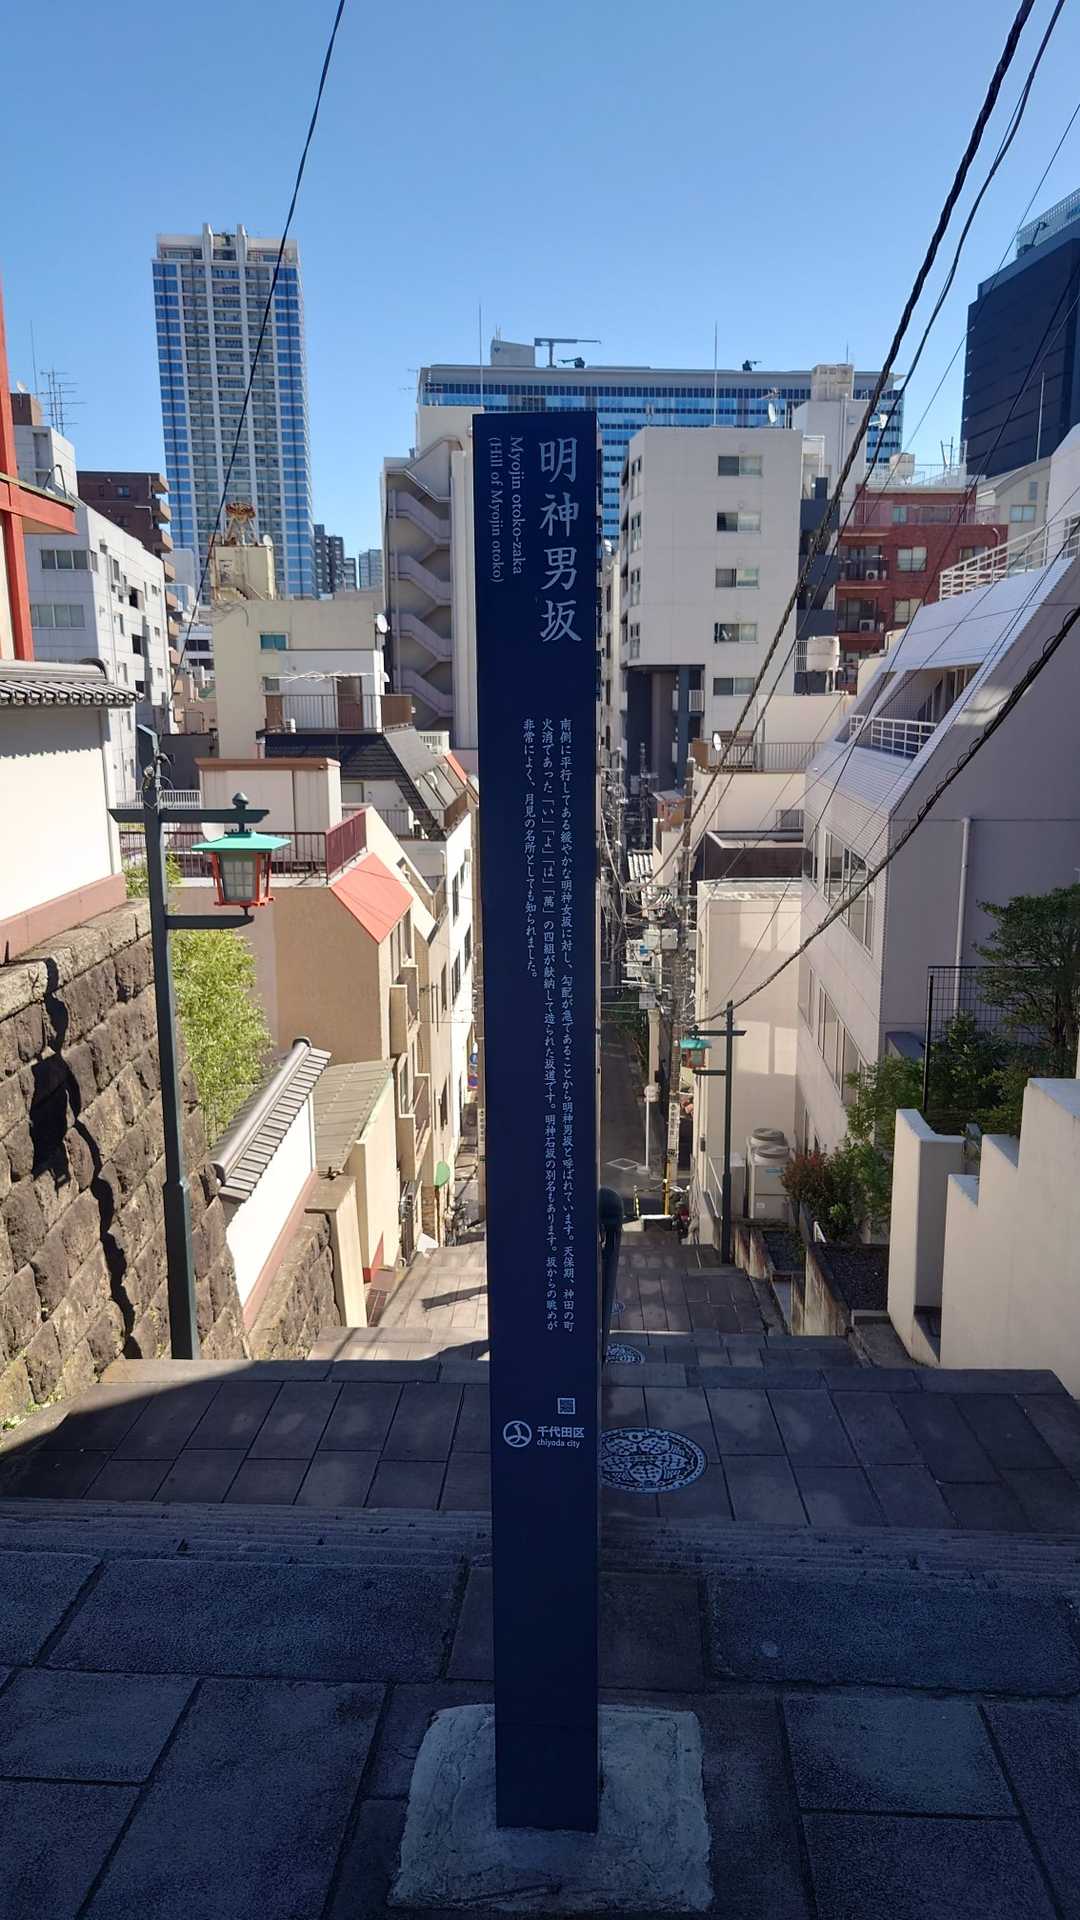 明神男坂
Myojin otoko-zaka
(Hill of Myojin otoko)
南側に平行してある緩やかな明神女坂に対し、勾配が急であることから明神男坂と呼ばれています。天保期、神田の町
火消であった「い」「よ」「は」「萬」の四組が献納して造られた坂道です。明神石坂の別名もあります。坂からの眺めが
非常によく、月見の名所としても知られました。
千代田区
chiyoda city